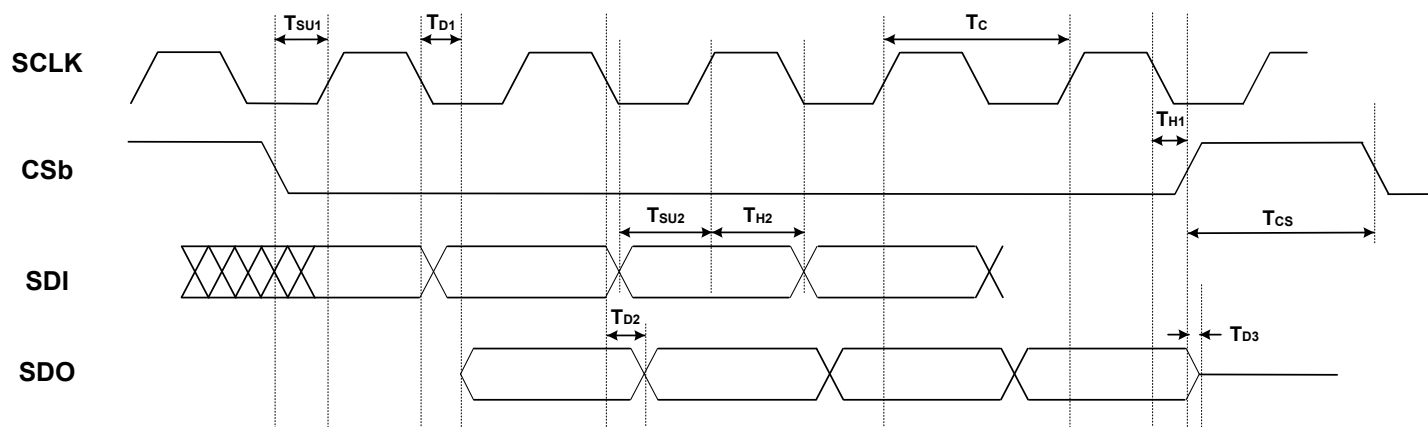 TSU1
TD1
TC
SCLK
TH1
CSb
TSU2
TH2
TCS
SDI
TD2
TD3
SDO